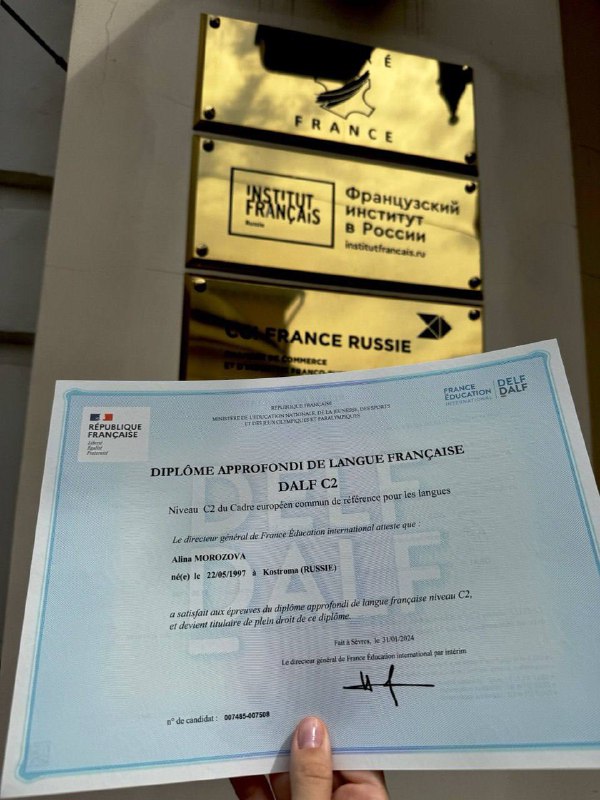 FRANCE
INSTITUT
FRANÇAIS
Russie
Французский
институт
в России
institutfrancais.ru
CCI FRANCE RUSSIE
DE COMMERCE
RÉPUBLIQUE
FRANÇAISE
Liberté
Égalité
Fraternité
RÉPUBLIQUE FRANÇAISE
MINISTÈRE DE L'ÉDUCATION NATIONALE, DE LA JEUNESSE, DES SPORTS
ET DES JEUX OLYMPIQUES ET PARALYMPIQUES
FRANCE
ÉDUCATION
INTERNATIONAL
DELF
DALF
DIPLÔME APPROFONDI DE LANGUE FRANÇAISE
DALF C2
Niveau C2 du Cadre européen commun de référence pour les langues
Le directeur général de France Éducation international atteste que :
Alina MOROZOVA
né(e) le 22/05/1997 à Kostroma (RUSSIE)
DELF
DALF
a satisfait aux épreuves du diplôme approfondi de langue française niveau C2,
et devient titulaire de plein droit de ce diplôme.
Fait à Sèvres, le 31/01/2024
Le directeur général de France Éducation international par intérim
n° de candidat : 007485-007508